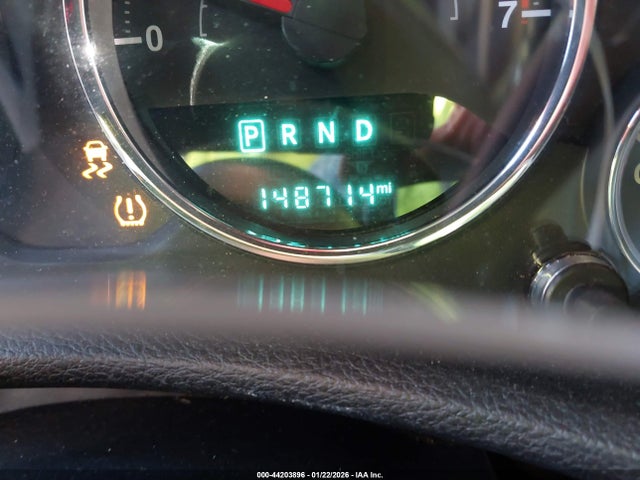 0
7
P R N D
148714 mi
000-44203896 - 01/22/2026 - IAA Inc.